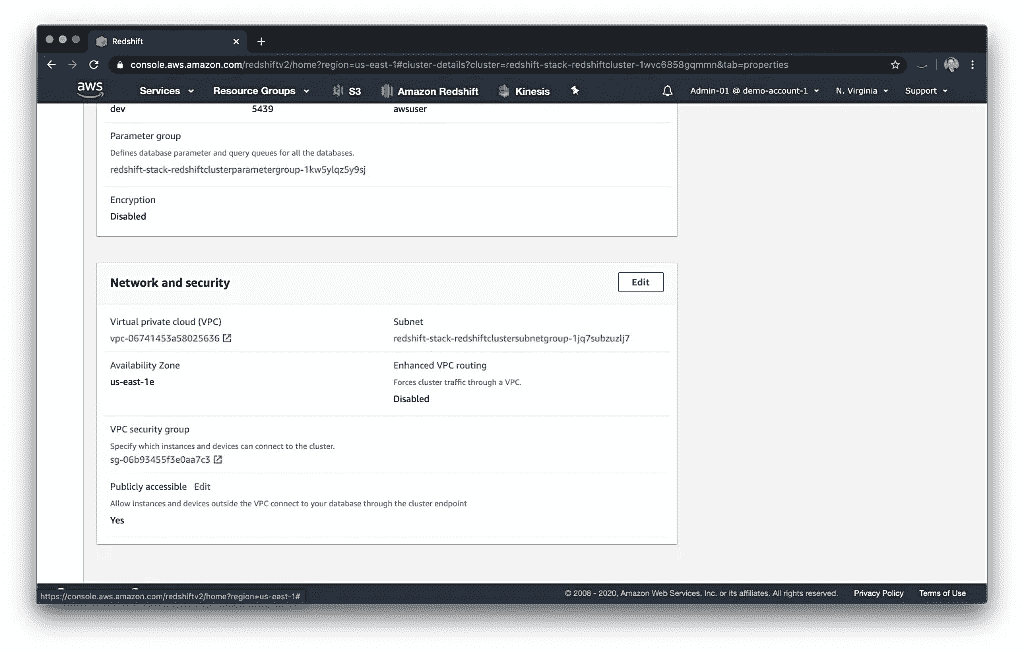 Redshift
console.aws.amazon.com/redshiftv2/home?region=us-east-1#cluster-details?cluster=redshift-stack-redshiftcluster-1wvc6858gqmmn&tab=properties
aws Services Resource Groups S3 Amazon Redshift Kinesis Admin-01 @ demo-account-1 N. Virginia Support
dev 5439 awsuser
Parameter group
Defines database parameter and query queues for all the databases.
redshift-stack-redshiftclusterparametergroup-1kw5ylqz5y9sj
Encryption
Disabled
Network and security Edit
Virtual private cloud (VPC) Subnet
vpc-06741453a58025636 redshift-stack-redshiftclustersubnetgroup-1jq7subzuzlj7
Availability Zone Enhanced VPC routing
us-east-1e Forces cluster traffic through a VPC.
Disabled
VPC security group
Specify which instances and devices can connect to the cluster.
sg-06b93455f3e0aa7c3
Publicly accessible Edit
Allow instances and devices outside the VPC connect to your database through the cluster endpoint
Yes
https://console.aws.amazon.com/redshiftv2/home?region=us-east-1# © 2008 - 2020, Amazon Web Services, Inc. or its affiliates. All rights reserved. Privacy Policy Terms of Use